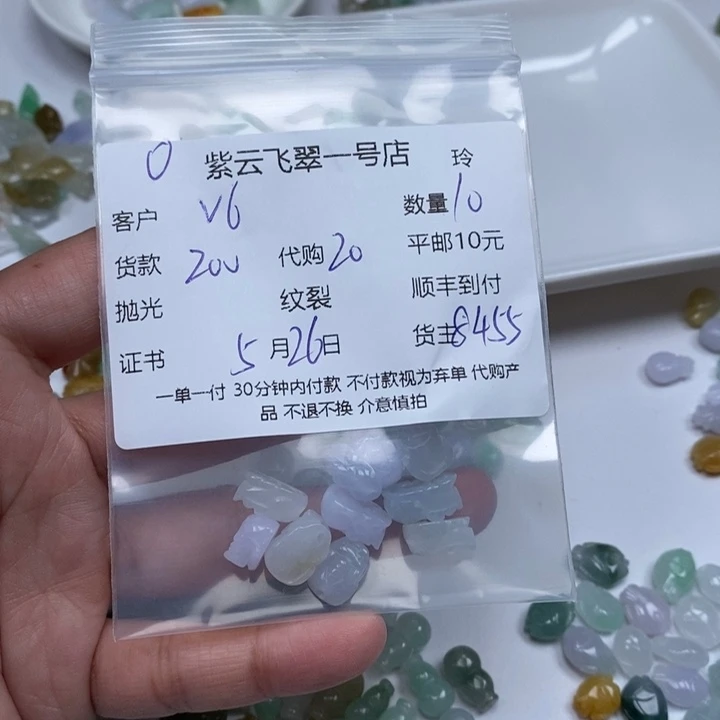 0 紫云飞翠一号店 玲
客户 V6 数量 10
货款 200 代购 20 平邮10元
抛光 纹裂 顺丰到付
证书 5月26日 货主 8455
一单一付 30分钟内付款 不付款视为弃单 代购产
品 不退不换 介意慎拍